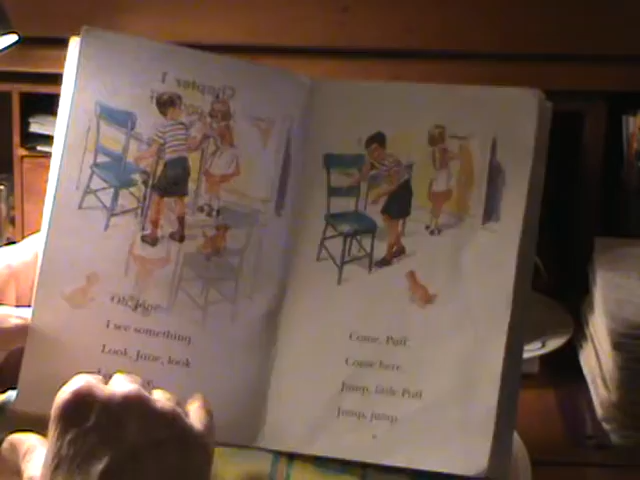 Oh, Jane.
I see something.
Look, Jane, look
Come, Puff.
Come here.
Jump, little Puff
Jump, jump.